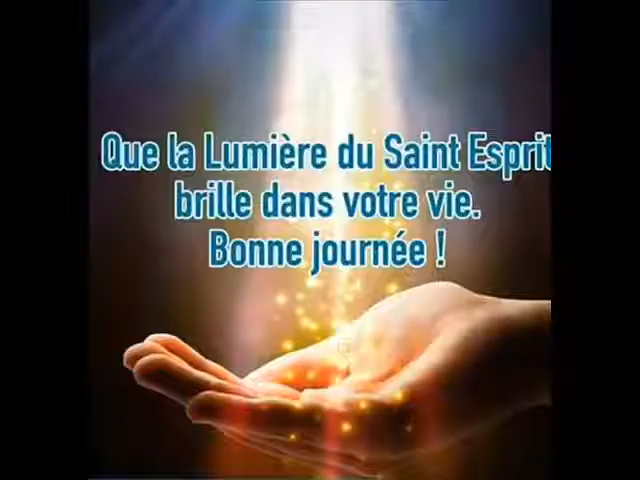 Que la Lumière du Saint Esprit
brille dans votre vie.
Bonne journée !